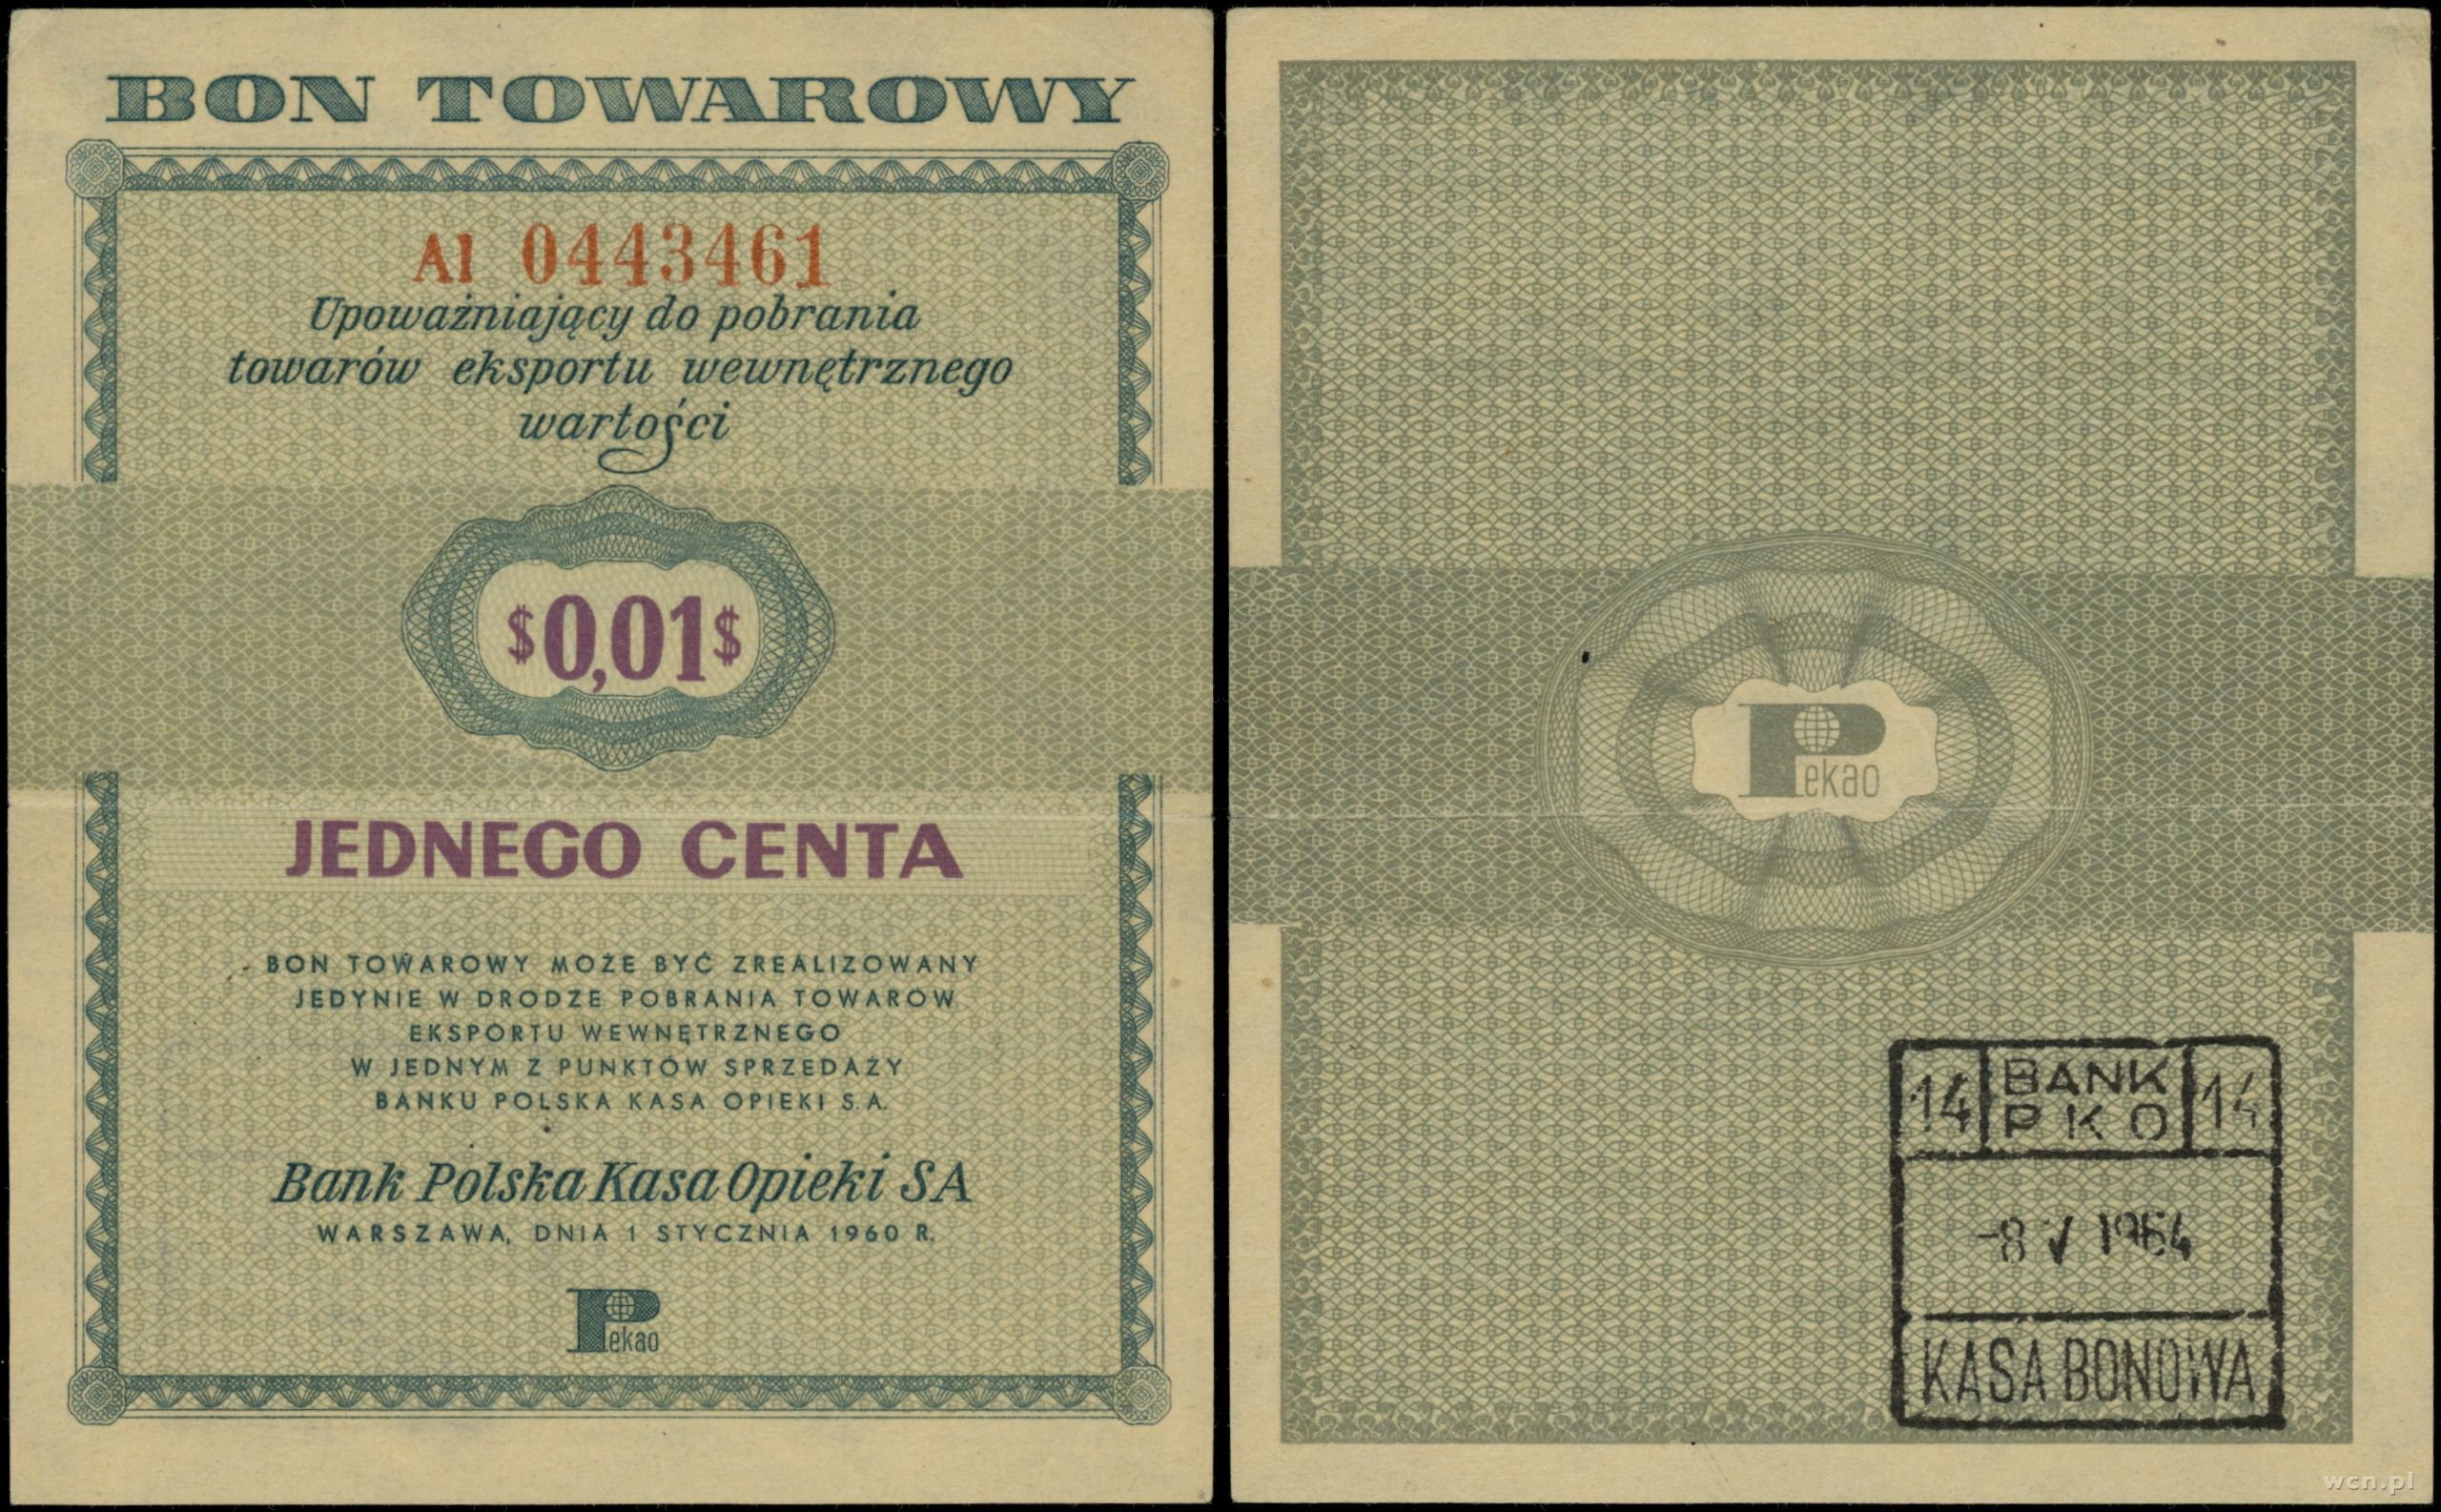 BON TOWAROWY
Al 0443461
Upoważniający do pobrania
towarów eksportu wewnętrznego
wartości
$0,01$
JEDNEGO CENTA
BON TOWAROWY MOŻE BYĆ ZREALIZOWANY
JEDYNIE W DRODZE POBRANIA TOWARÓW
EKSPORTU WEWNĘTRZNEGO
W JEDNYM Z PUNKTÓW SPRZEDAŻY
BANKU POLSKA KASA OPIEKI S.A.
Bank Polska Kasa Opieki SA
WARSZAWA, DNIA 1 STYCZNIA 1960 R.
Pekao
Pekao
14 BANK 14
PKO
-8 V 1964
KASA BONOWA
wcn.pl